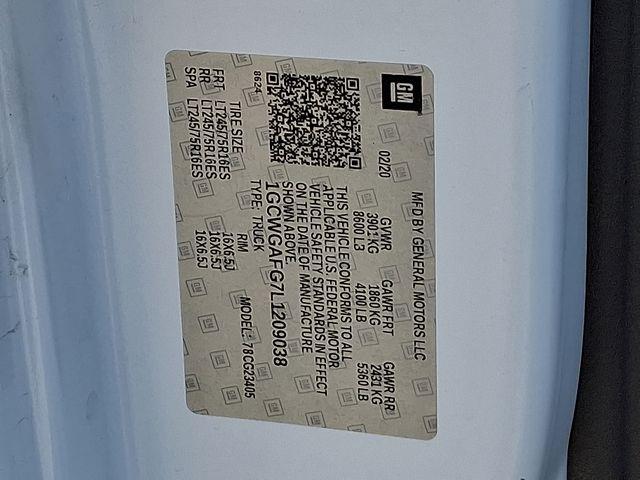 GM
MFD BY GENERAL MOTORS LLC
02/20
GVWR GAWR FRT GAWR RR
3901 KG 1860 KG 2431 KG
8600 LB 4100 LB 5360 LB
THIS VEHICLE CONFORMS TO ALL
APPLICABLE U.S. FEDERAL MOTOR
VEHICLE SAFETY STANDARDS IN EFFECT
ON THE DATE OF MANUFACTURE
SHOWN ABOVE.
1GCWGAFG7L1209038
8624 TYPE: TRUCK MODEL: 78CG23405
TIRE SIZE RIM
FRT LT245/75R16ES 16X6.5J
RR LT245/75R16ES 16X6.5J
SPA LT245/75R16ES 16X6.5J